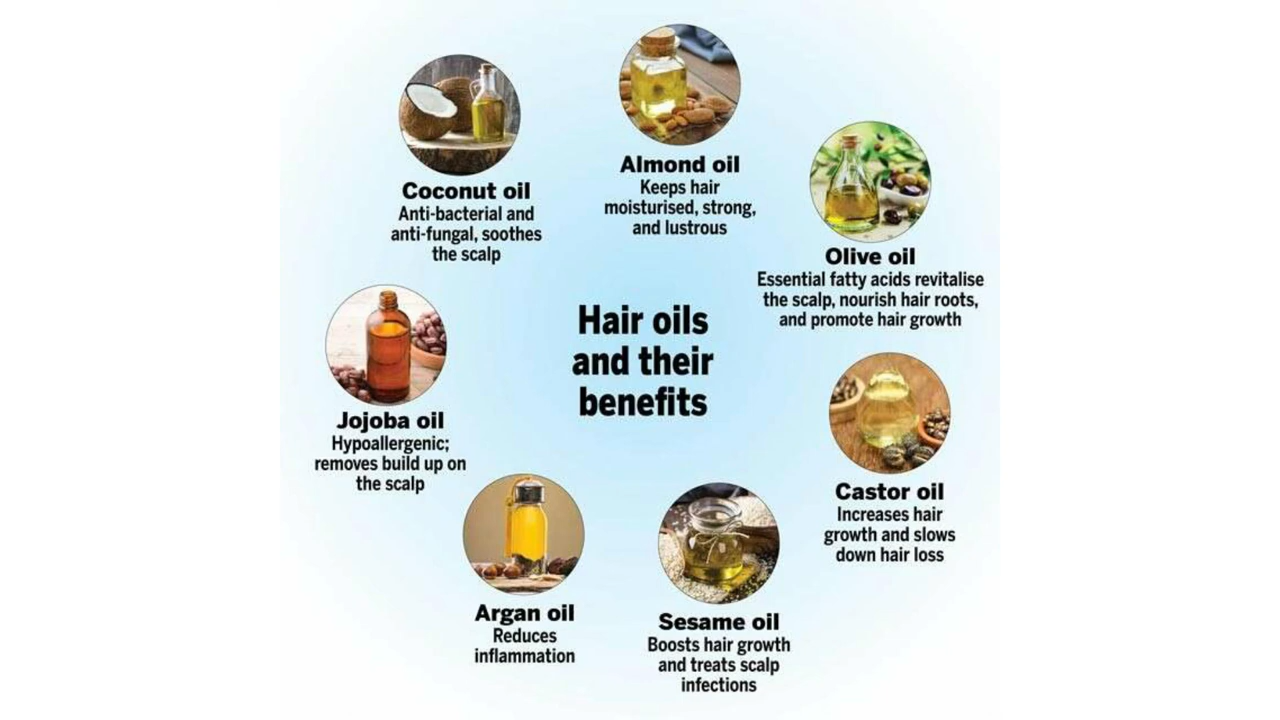 Hair oils
and their
benefits
Coconut oil
Anti-bacterial and
anti-fungal, soothes
the scalp
Almond oil
Keeps hair
moisturised, strong,
and lustrous
Olive oil
Essential fatty acids revitalise
the scalp, nourish hair roots,
and promote hair growth
Castor oil
Increases hair
growth and slows
down hair loss
Sesame oil
Boosts hair growth
and treats scalp
infections
Argan oil
Reduces
inflammation
Jojoba oil
Hypoallergenic;
removes build up on
the scalp